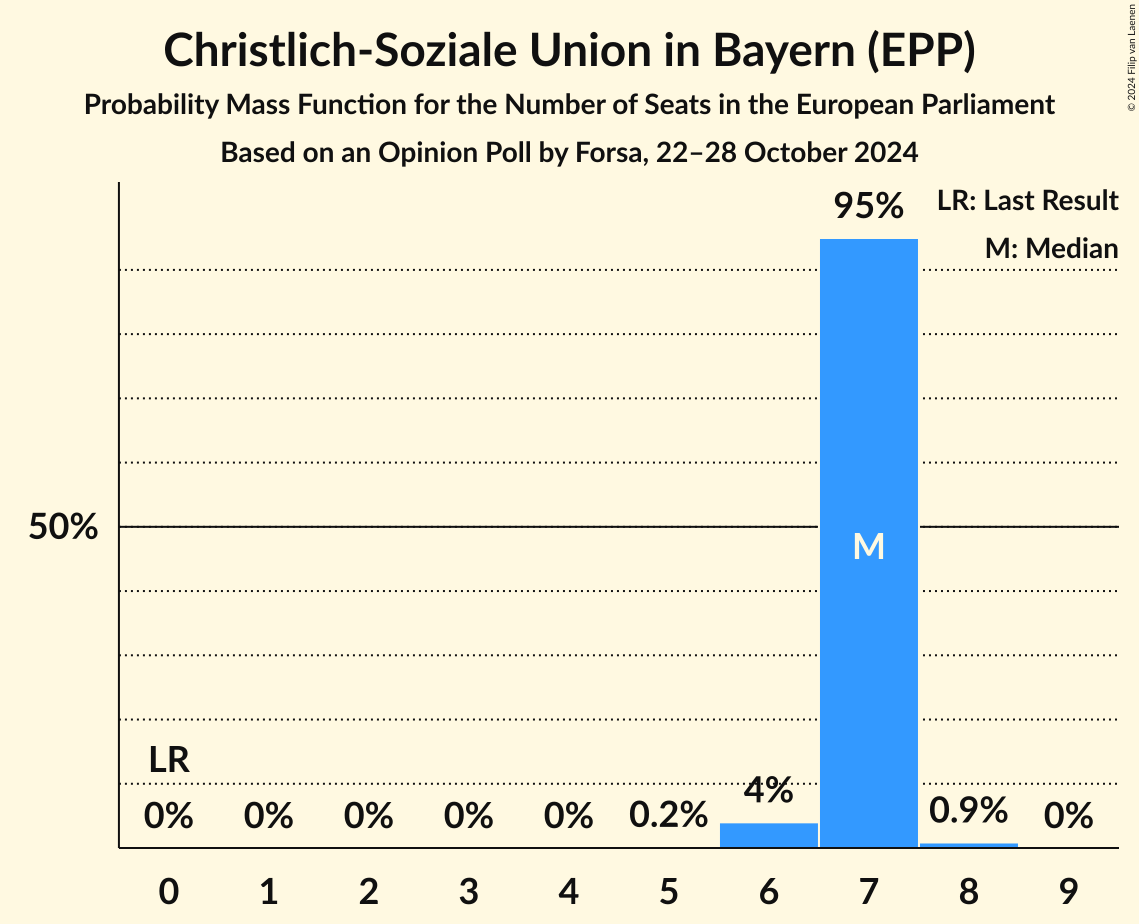 Christlich-Soziale Union in Bayern (EPP)
Probability Mass Function for the Number of Seats in the European Parliament
Based on an Opinion Poll by Forsa, 22–28 October 2024
© 2024 Filip van Laenen
LR: Last Result
M: Median
95%
50%
M
LR
0% 0% 0% 0% 0% 0.2% 4% 0.9% 0%
0 1 2 3 4 5 6 7 8 9